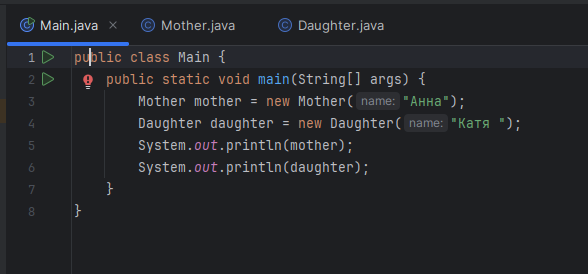 Main.java × Mother.java Daughter.java
1 public class Main {
2 public static void main(String[] args) {
3 Mother mother = new Mother( name: "Анна");
4 Daughter daughter = new Daughter( name: "Катя ");
5 System.out.println(mother);
6 System.out.println(daughter);
7 }
8 }